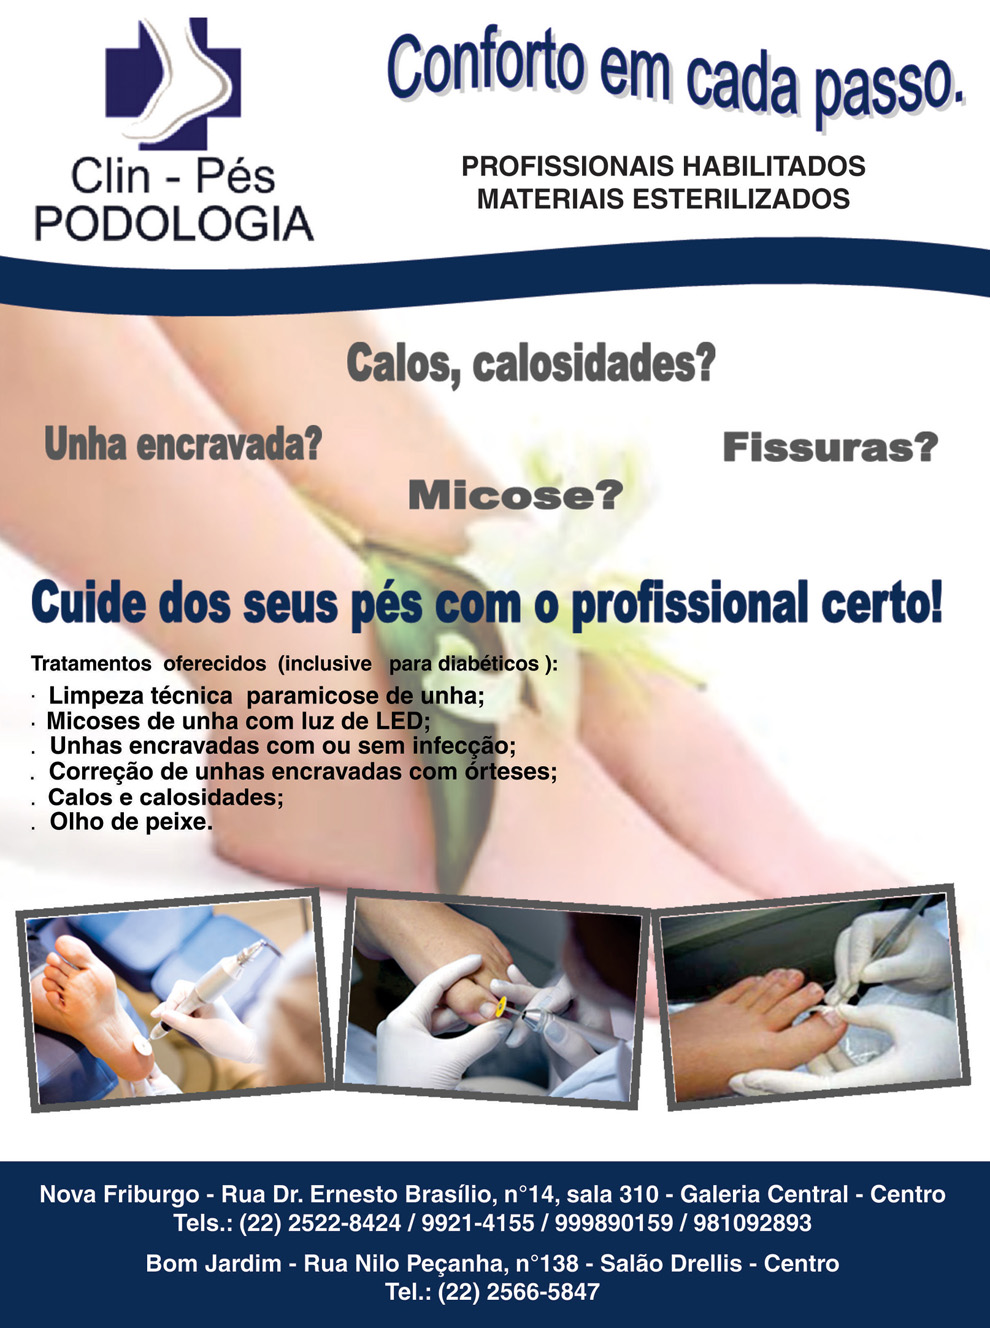 Clin - Pés
PODOLOGIA
Conforto em cada passo.
PROFISSIONAIS HABILITADOS
MATERIAIS ESTERILIZADOS
Calos, calosidades?
Unha encravada?
Fissuras?
Micose?
Cuide dos seus pés com o profissional certo!
Tratamentos oferecidos (inclusive para diabéticos ):
· Limpeza técnica paramicose de unha;
· Micoses de unha com luz de LED;
. Unhas encravadas com ou sem infecção;
. Correção de unhas encravadas com órteses;
. Calos e calosidades;
. Olho de peixe.
Nova Friburgo - Rua Dr. Ernesto Brasílio, n°14, sala 310 - Galeria Central - Centro
Tels.: (22) 2522-8424 / 9921-4155 / 999890159 / 981092893
Bom Jardim - Rua Nilo Peçanha, n°138 - Salão Drellis - Centro
Tel.: (22) 2566-5847